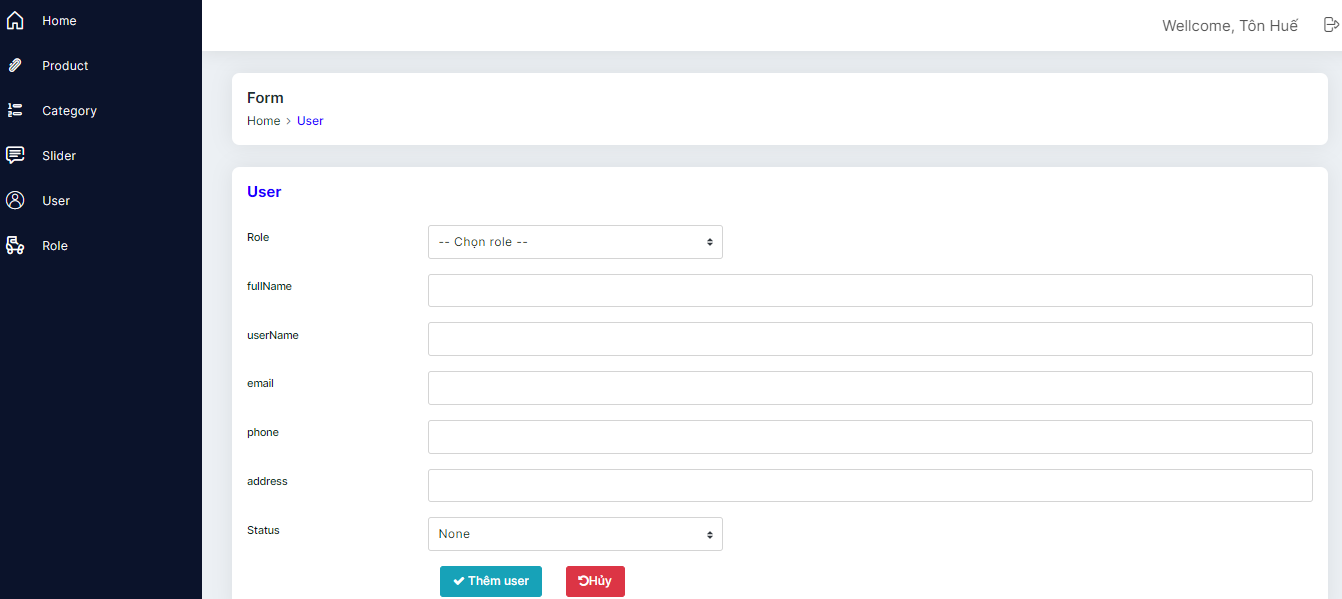 Home
Product
Category
Slider
User
Role
Wellcome, Tôn Huế
Form
Home > User
User
Role
-- Chọn role --
fullName
userName
email
phone
address
Status
None
Thêm user
Hủy